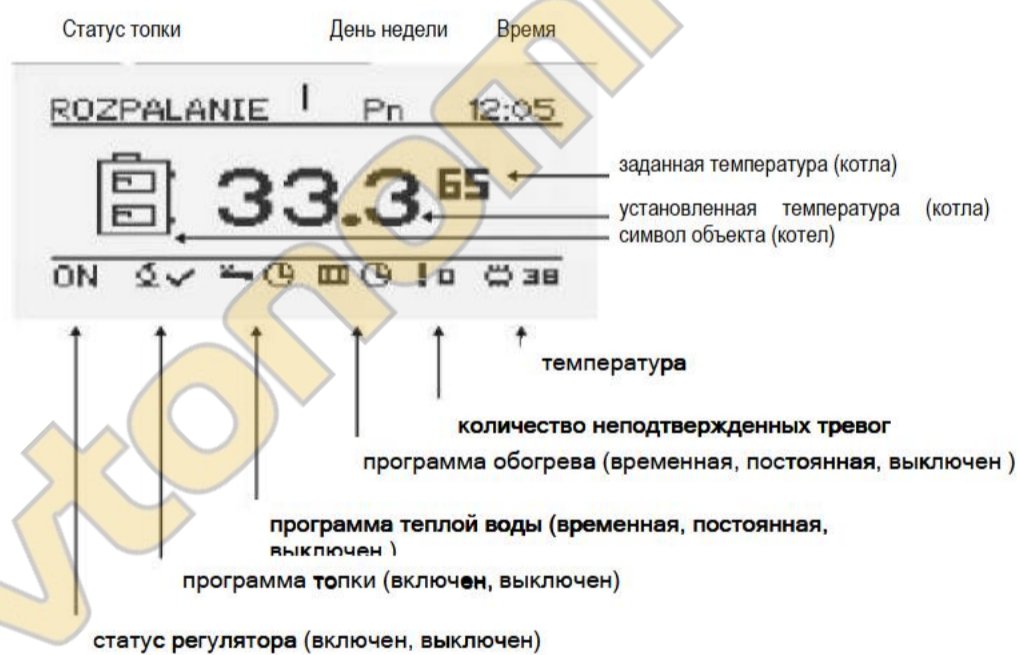 Статус топки День недели Время
ROZPALANIE Pn 12:05
33.3 65
заданная температура (котла)
установленная температура (котла)
символ объекта (котел)
ON ! 0 38
температура
количество неподтвержденных тревог
программа обогрева (временная, постоянная, выключен )
программа теплой воды (временная, постоянная,
выключен )
программа топки (включен, выключен)
статус регулятора (включен, выключен)
vtonomi